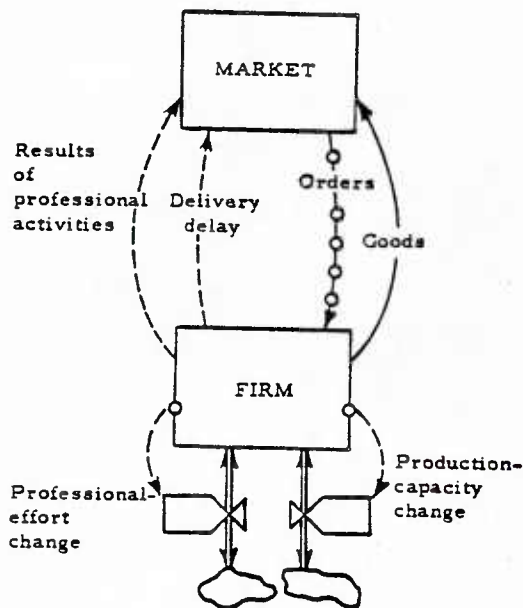 MARKET
Results
of
professional
activities
Delivery
delay
Orders
Goods
FIRM
Professional-
effort
change
Production-
capacity
change